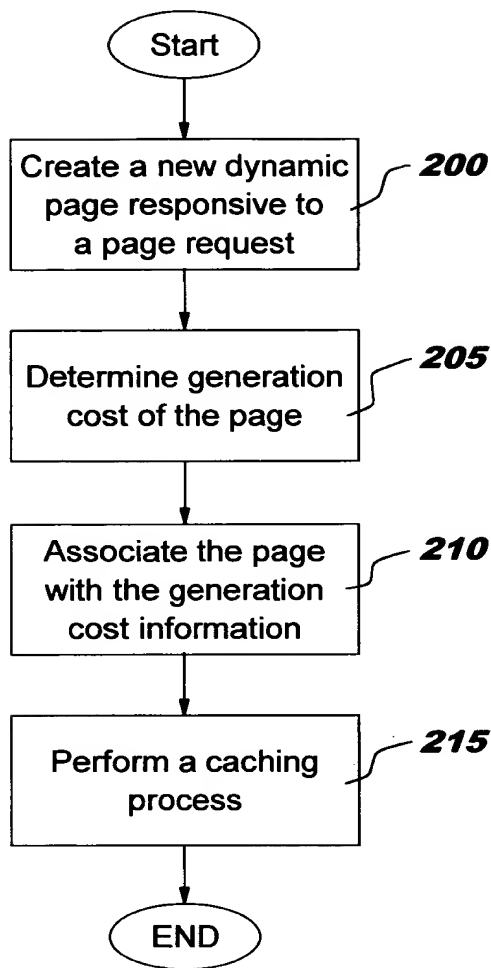 Start
Create a new dynamic
page responsive to
a page request
200
Determine generation
cost of the page
205
Associate the page
with the generation
cost information
210
Perform a caching
process
215
END